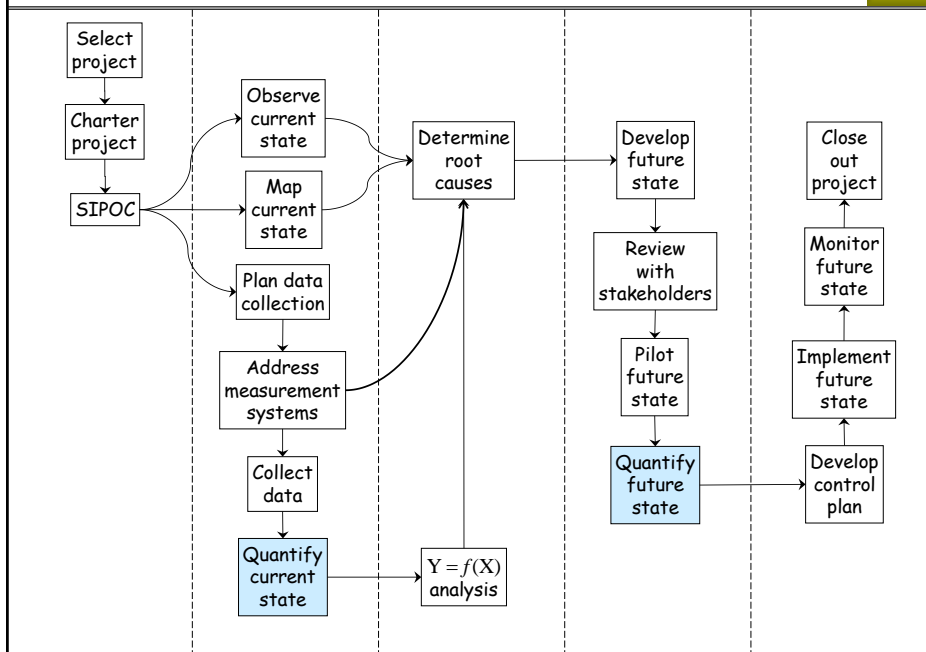 Select
project
Charter
project
SIPOC
Observe
current
state
Map
current
state
Plan data
collection
Address
measurement
systems
Collect
data
Quantify
current
state
Determine
root
causes
Y = f(X)
analysis
Develop
future
state
Review
with
stakeholders
Pilot
future
state
Quantify
future
state
Close
out
project
Monitor
future
state
Implement
future
state
Develop
control
plan